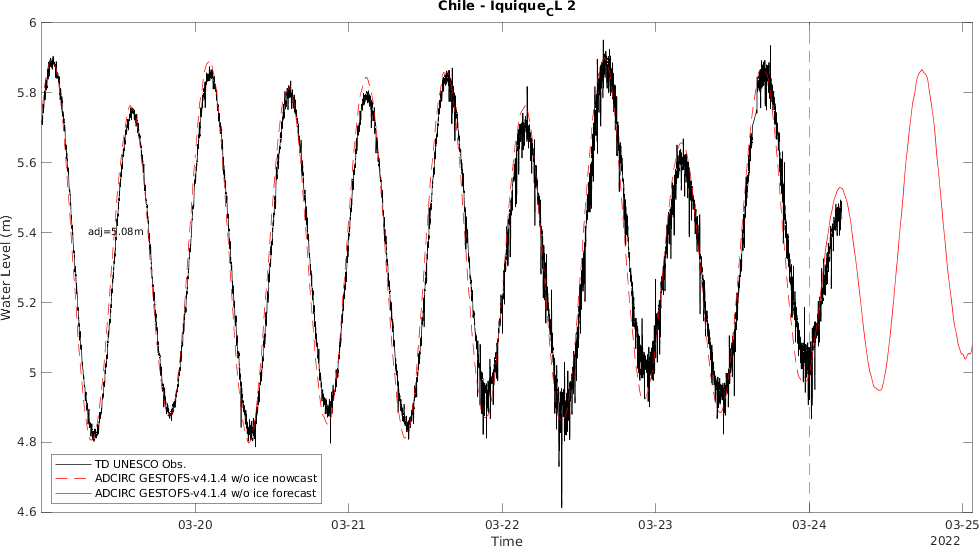 Chile - Iquique_CL 2
Water Level (m)
6
5.8
5.6
5.4
5.2
5
4.8
4.6
adj=5.08m
TD UNESCO Obs.
ADCIRC GESTOFS-v4.1.4 w/o ice nowcast
ADCIRC GESTOFS-v4.1.4 w/o ice forecast
03-20
03-21
03-22
03-23
03-24
03-25
Time
2022